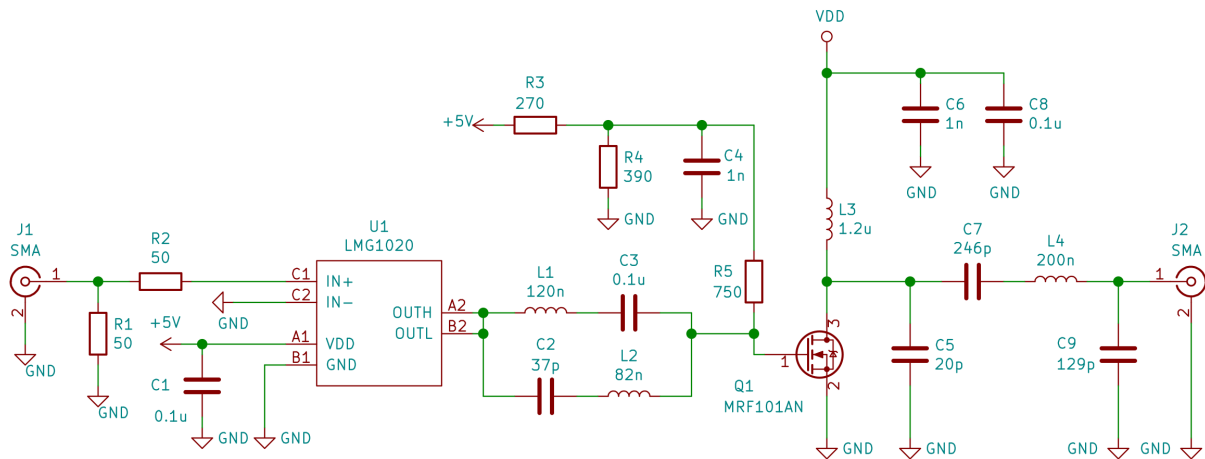 VDD
R3
270
+5V
R4
390
GND
C4
1n
GND
C6
1n
GND
C8
0.1u
GND
J1
SMA
1
2
GND
R2
50
R1
50
GND
+5V
C1
0.1u
GND
GND
GND
U1
LMG1020
C1
IN+
C2
IN-
A1
VDD
B1
GND
OUTH
A2
OUTL
B2
L1
120n
C3
0.1u
C2
37p
L2
82n
R5
750
L3
1.2u
1
3
2
Q1
MRF101AN
GND
C7
246p
L4
200n
C5
20p
GND
C9
129p
GND
J2
SMA
1
2
GND